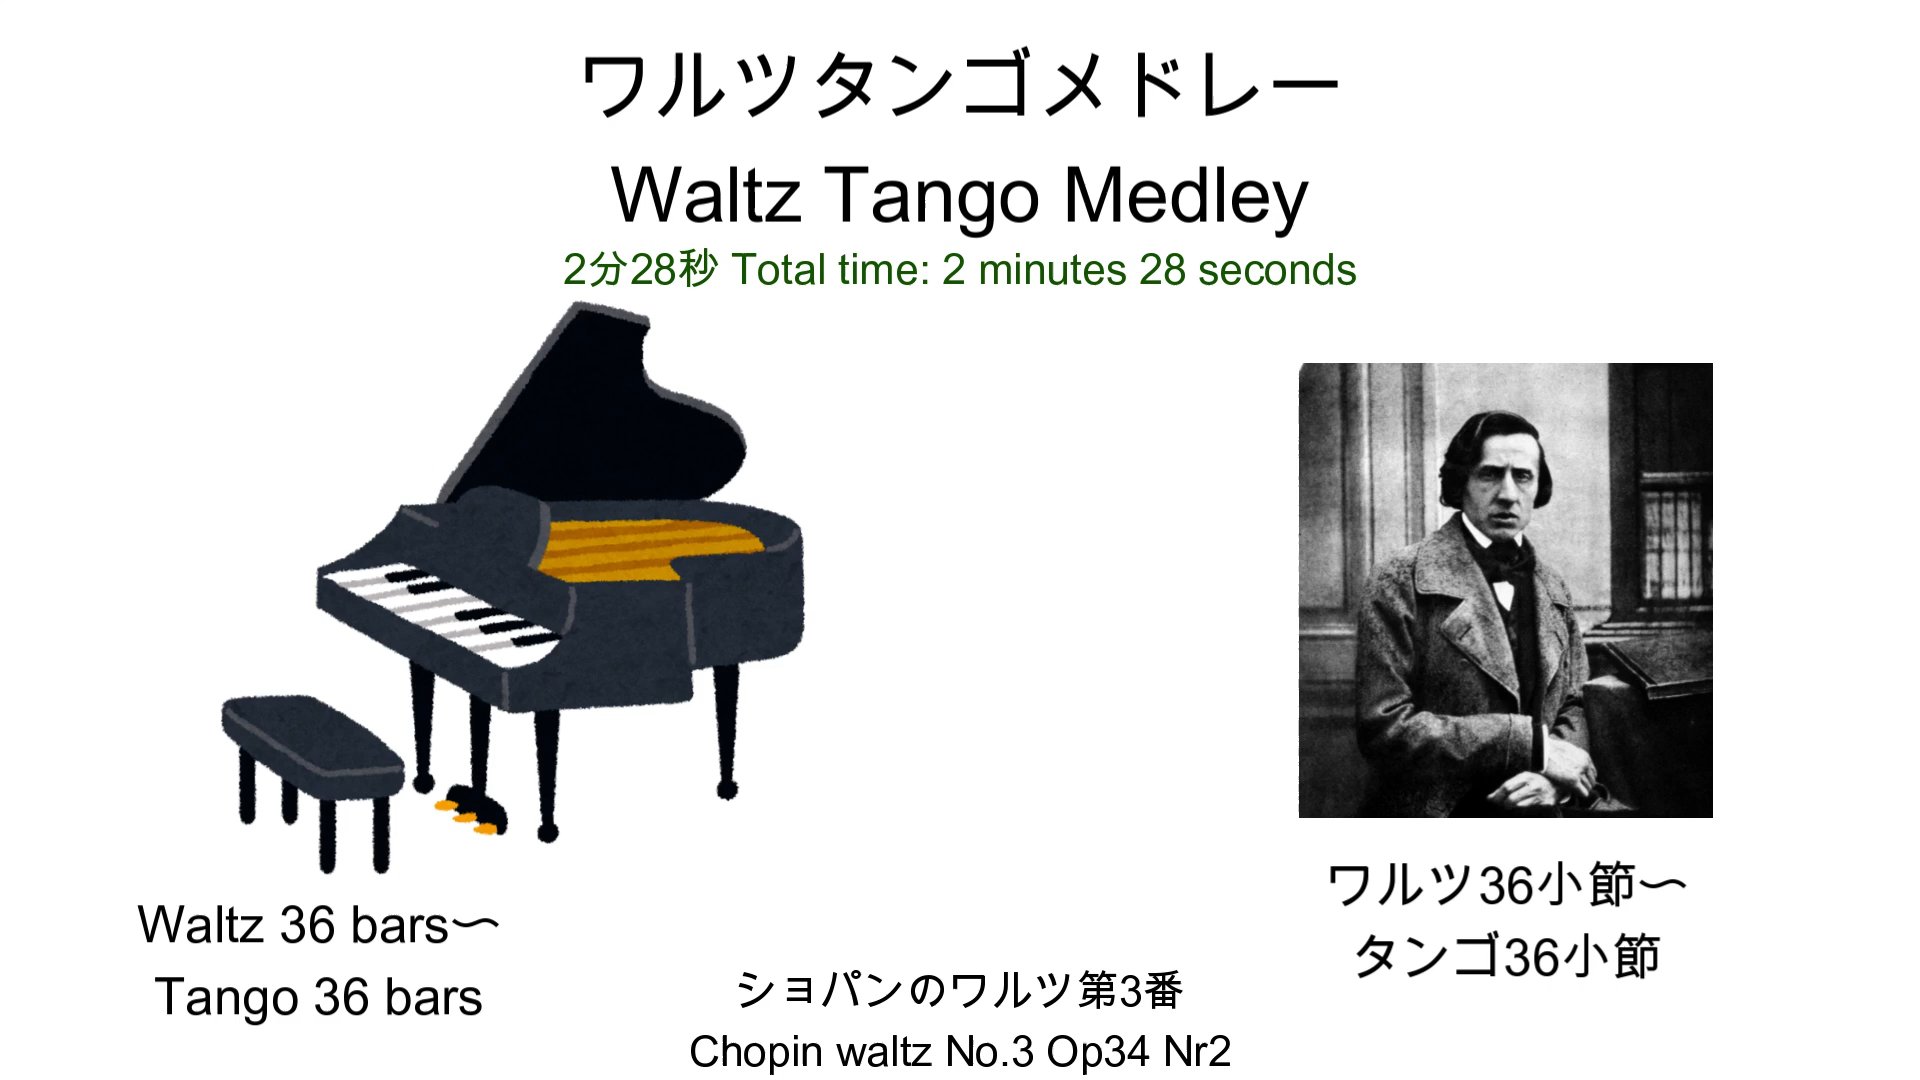 ワルツタンゴメドレー
Waltz Tango Medley
2分28秒 Total time: 2 minutes 28 seconds
Waltz 36 bars〜
Tango 36 bars
ワルツ36小節〜
タンゴ36小節
ショパンのワルツ第3番
Chopin waltz No.3 Op34 Nr2